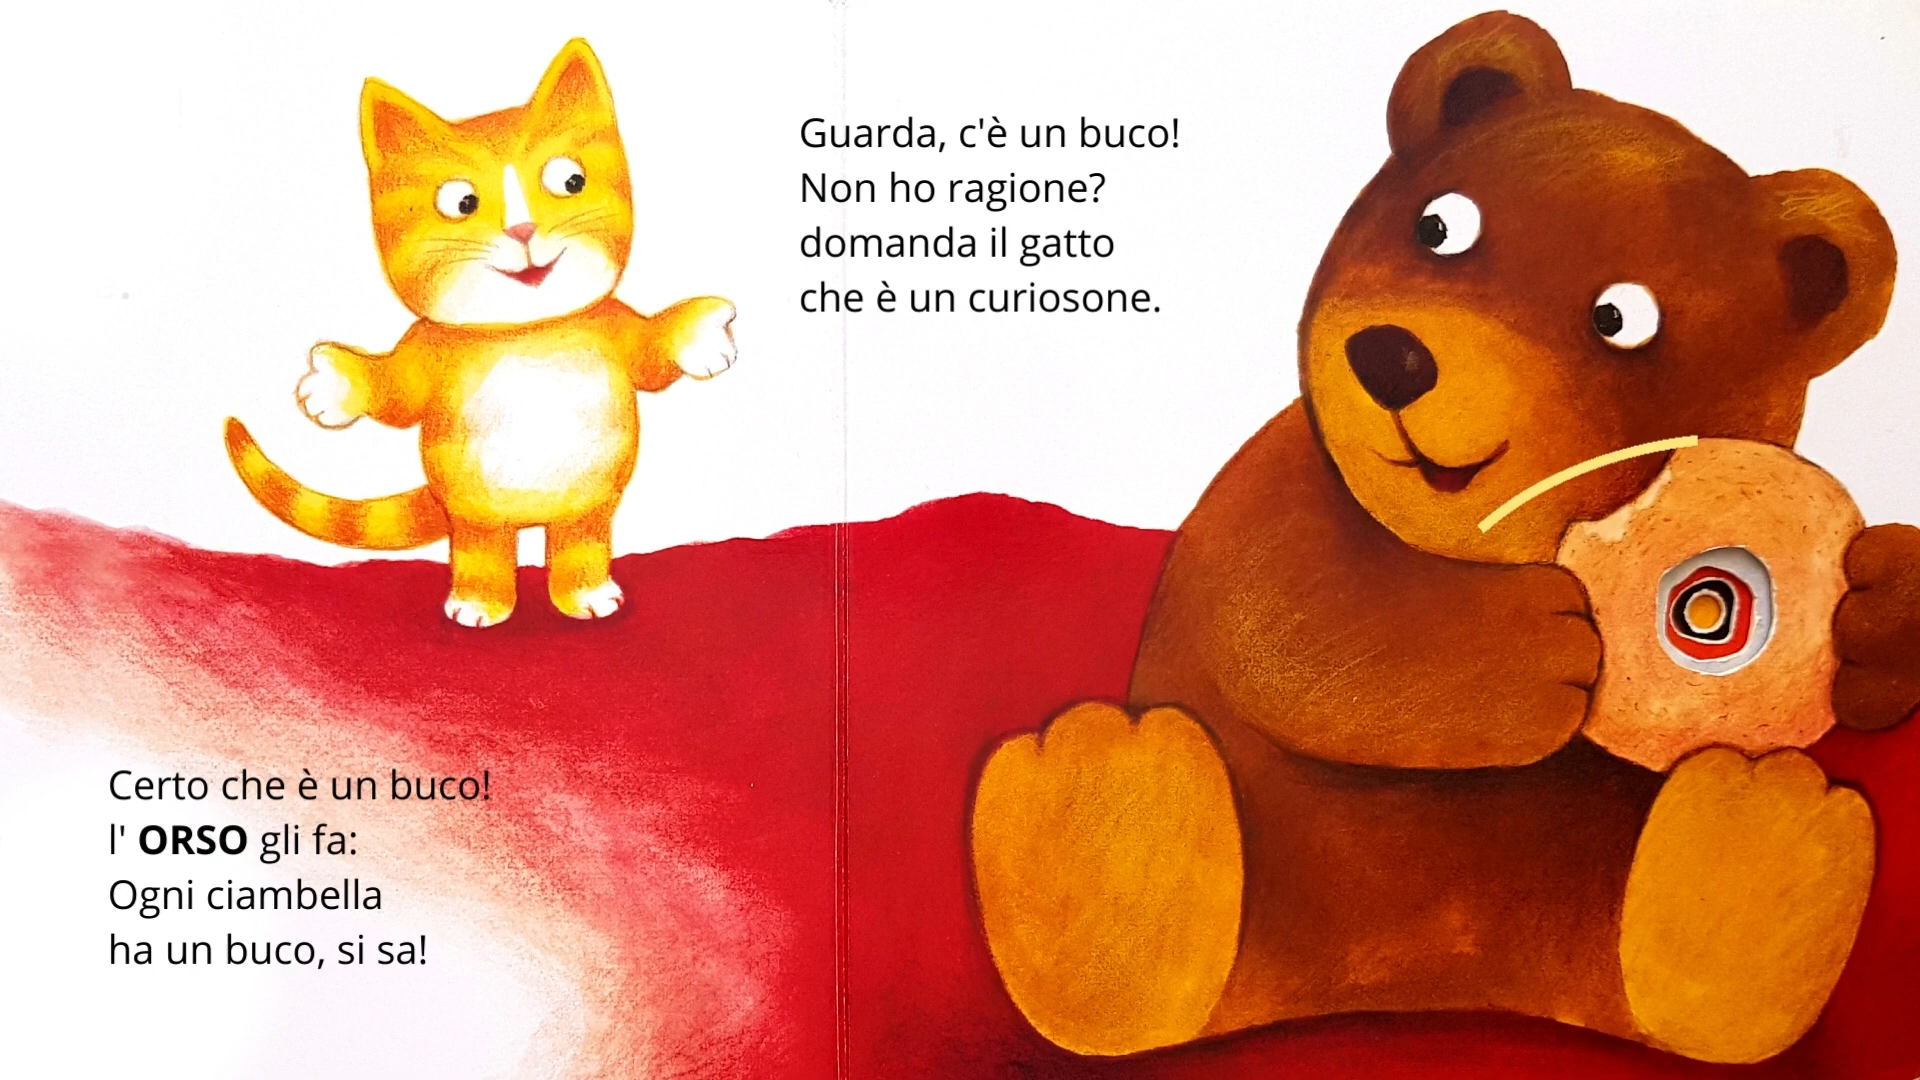 Guarda, c'è un buco!
Non ho ragione?
domanda il gatto
che è un curiosone.
Certo che è un buco!
l' ORSO gli fa:
Ogni ciambella
ha un buco, si sa!